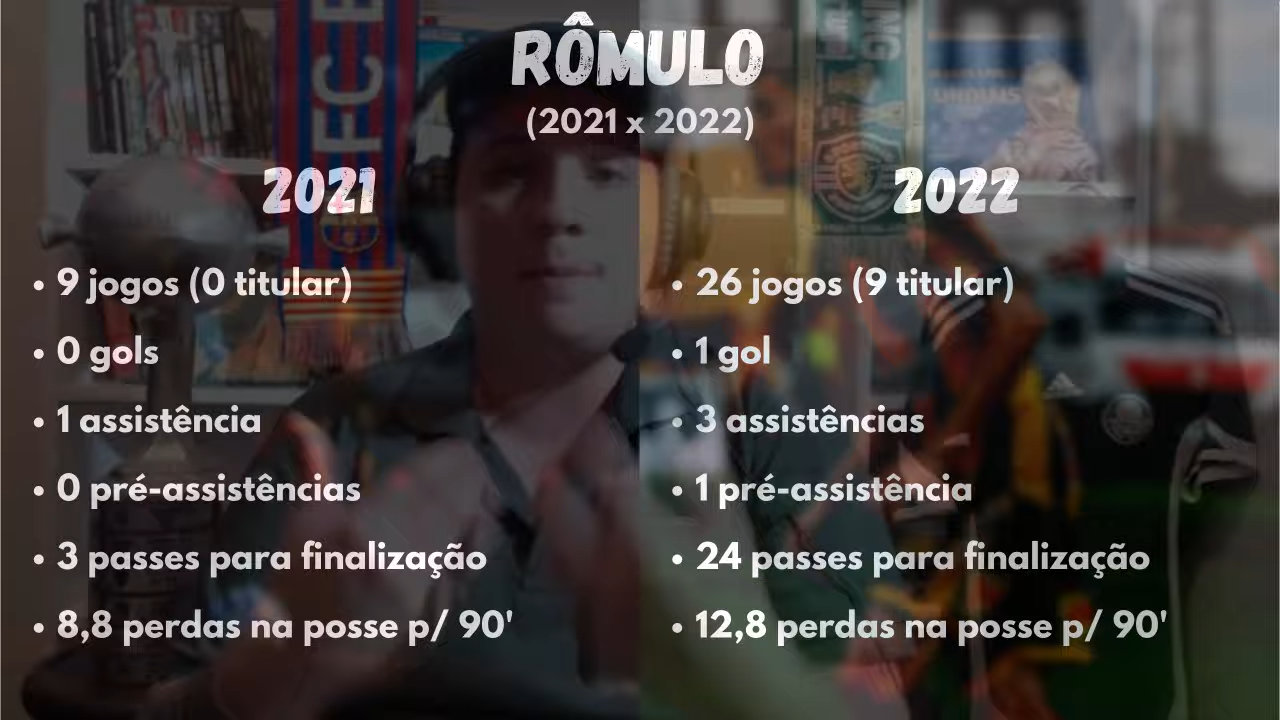 RÔMULO
(2021 x 2022)
2021
• 9 jogos (0 titular)
• 0 gols
• 1 assistência
• 0 pré-assistências
• 3 passes para finalização
• 8,8 perdas na posse p/ 90'
2022
• 26 jogos (9 titular)
• 1 gol
• 3 assistências
• 1 pré-assistência
• 24 passes para finalização
• 12,8 perdas na posse p/ 90'
FC B